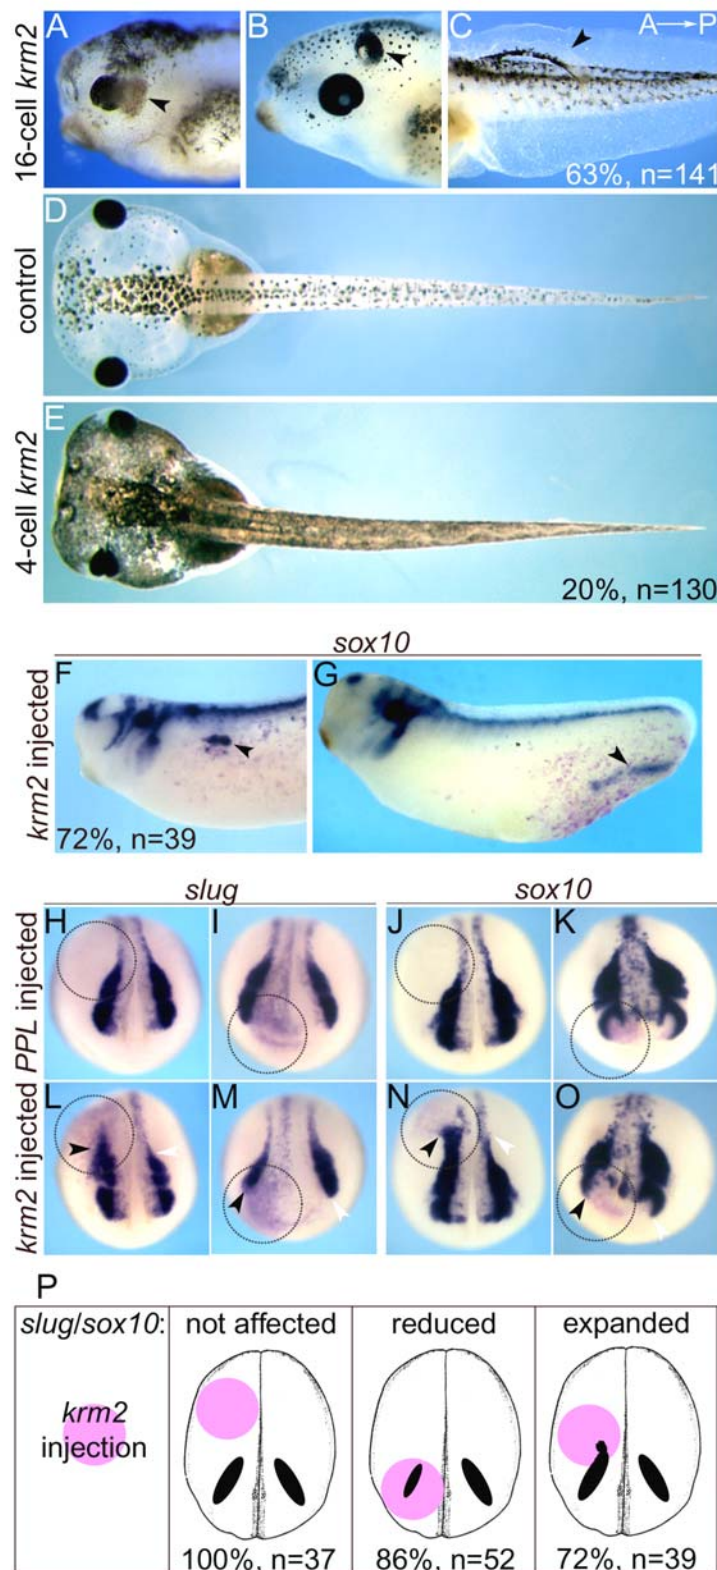 A
B
C
A→P
16-cell krm2
63%, n=141
D
control
E
4-cell krm2
20%, n=130
sox10
F
G
krm2 injected
72%, n=39
slug
sox10
H
I
J
K
PPL injected
L
M
N
O
krm2 injected
P
slug/sox10:
not affected
reduced
expanded
krm2
injection
100%, n=37
86%, n=52
72%, n=39